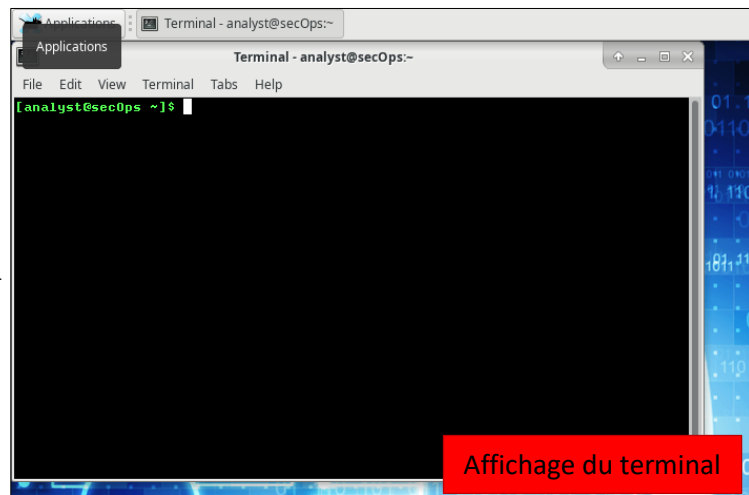 Applications
Terminal - analyst@secOps:~
Applications
Terminal - analyst@secOps:~
File Edit View Terminal Tabs Help
[analyst@secOps ~]$
Affichage du terminal